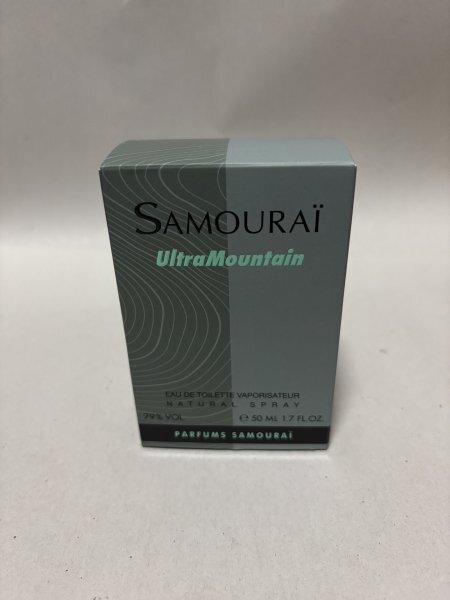 SAMOURAÏ
UltraMountain
EAU DE TOILETTE VAPORISATEUR
NATURAL SPRAY
79% VOL. ℮ 50 ML 1.7 FL.OZ.
PARFUMS SAMOURAÏ